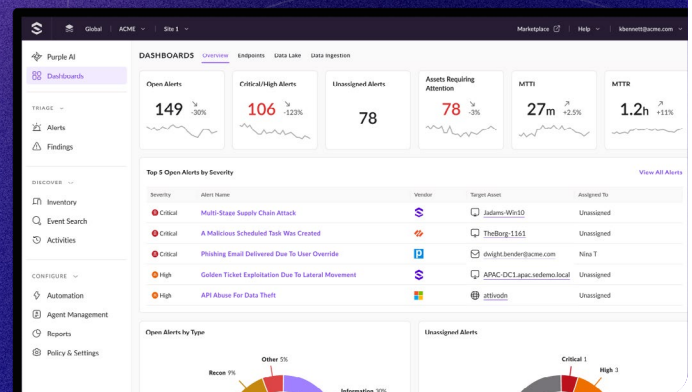 Global
ACME
Site 1
Marketplace
Help
kbennett@acme.com
Purple AI
Dashboards
TRIAGE
Alerts
Findings
DISCOVER
Inventory
Event Search
Activities
CONFIGURE
Automation
Agent Management
Reports
Policy & Settings
DASHBOARDS Overview Endpoints Data Lake Data Ingestion
Open Alerts
149 -30%
Critical/High Alerts
106 -123%
Unassigned Alerts
78
Assets Requiring
Attention
78 -3%
MTTI
27m +2.5%
MTTR
1.2h +11%
Top 5 Open Alerts by Severity View All Alerts
Severity Alert Name Vendor Target Asset Assigned To
Critical Multi-Stage Supply Chain Attack Jadams-Win10 Unassigned
Critical A Malicious Scheduled Task Was Created TheBorg-1161 Unassigned
Critical Phishing Email Delivered Due To User Override dwight.bender@acme.com Nina T
High Golden Ticket Exploitation Due To Lateral Movement APAC-DC1.apac.sedemo.local Unassigned
High API Abuse For Data Theft attivodn Unassigned
Open Alerts by Type
Other 5%
Recon 9%
Information 30%
Unassigned Alerts
Critical 1
High 3